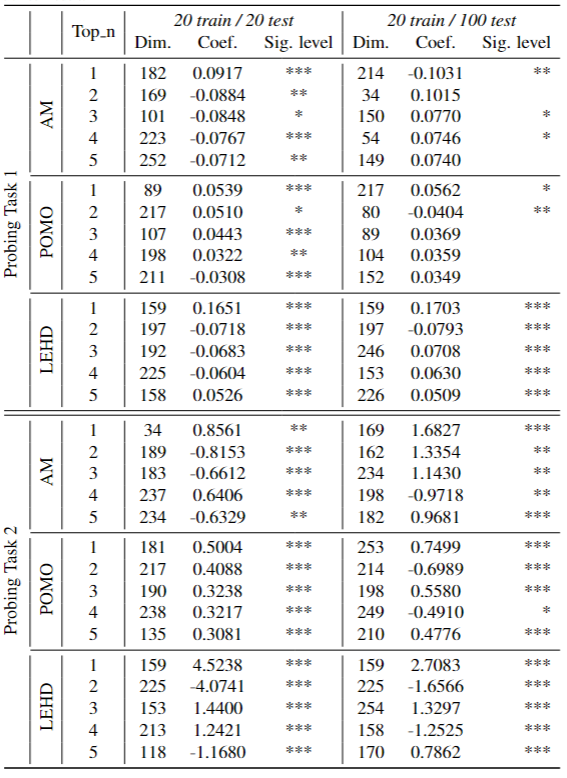 Top_n 20 train / 20 test 20 train / 100 test
Dim. Coef. Sig. level Dim. Coef. Sig. level
Probing Task 1
AM
1 182 0.0917 *** 214 -0.1031 **
2 169 -0.0884 ** 34 0.1015
3 101 -0.0848 * 150 0.0770 *
4 223 -0.0767 *** 54 0.0746 *
5 252 -0.0712 ** 149 0.0740
POMO
1 89 0.0539 *** 217 0.0562 *
2 217 0.0510 * 80 -0.0404 **
3 107 0.0443 *** 89 0.0369
4 198 0.0322 ** 104 0.0359
5 211 -0.0308 *** 152 0.0349
LEHD
1 159 0.1651 *** 159 0.1703 ***
2 197 -0.0718 *** 197 -0.0793 ***
3 192 -0.0683 *** 246 0.0708 ***
4 225 -0.0604 *** 153 0.0630 ***
5 158 0.0526 *** 226 0.0509 ***
Probing Task 2
AM
1 34 0.8561 ** 169 1.6827 ***
2 189 -0.8153 *** 162 1.3354 **
3 183 -0.6612 *** 234 1.1430 **
4 237 0.6406 *** 198 -0.9718 **
5 234 -0.6329 ** 182 0.9681 ***
POMO
1 181 0.5004 *** 253 0.7499 ***
2 217 0.4088 *** 214 -0.6989 ***
3 190 0.3238 *** 198 0.5580 ***
4 238 0.3217 *** 249 -0.4910 *
5 135 0.3081 *** 210 0.4776 ***
LEHD
1 159 4.5238 *** 159 2.7083 ***
2 225 -4.0741 *** 225 -1.6566 ***
3 153 1.4400 *** 254 1.3297 ***
4 213 1.2421 *** 158 -1.2525 ***
5 118 -1.1680 *** 170 0.7862 ***